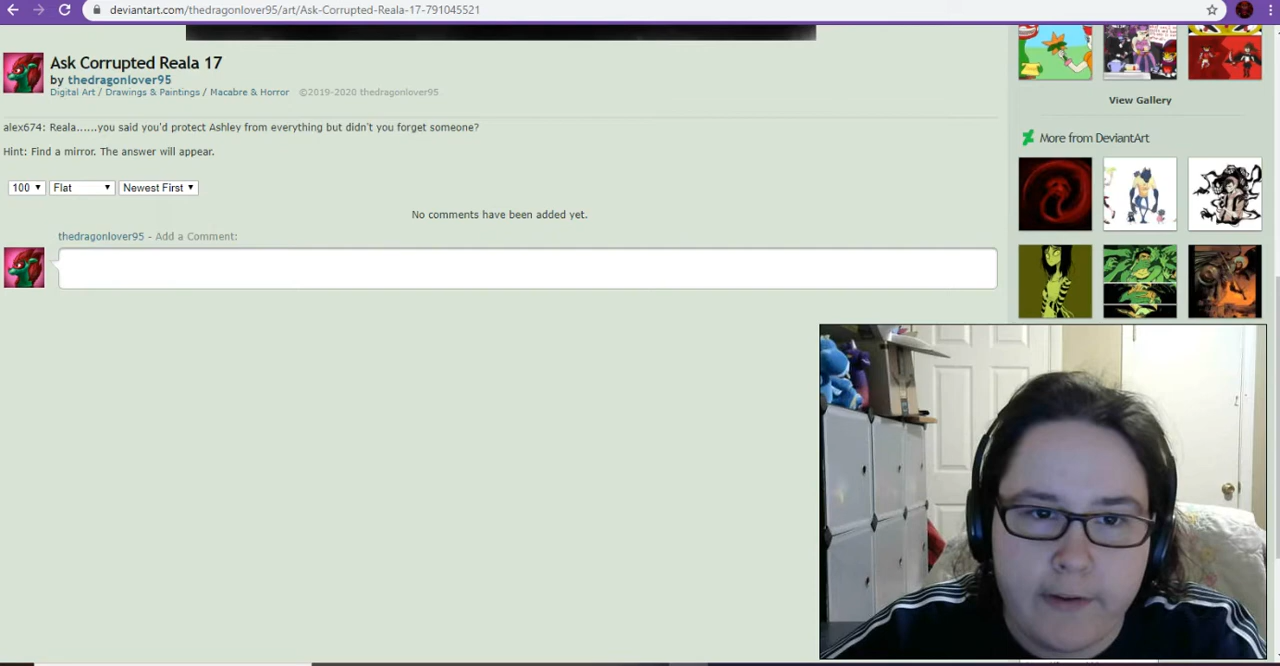 deviantart.com/thedragonlover95/art/Ask-Corrupted-Reala-17-791045521
Ask Corrupted Reala 17
by thedragonlover95
Digital Art / Drawings & Paintings / Macabre & Horror ©2019-2020 thedragonlover95
alex674: Reala......you said you'd protect Ashley from everything but didn't you forget someone?
Hint: Find a mirror. The answer will appear.
100 Flat Newest First
No comments have been added yet.
thedragonlover95 - Add a Comment:
View Gallery
More from DeviantArt